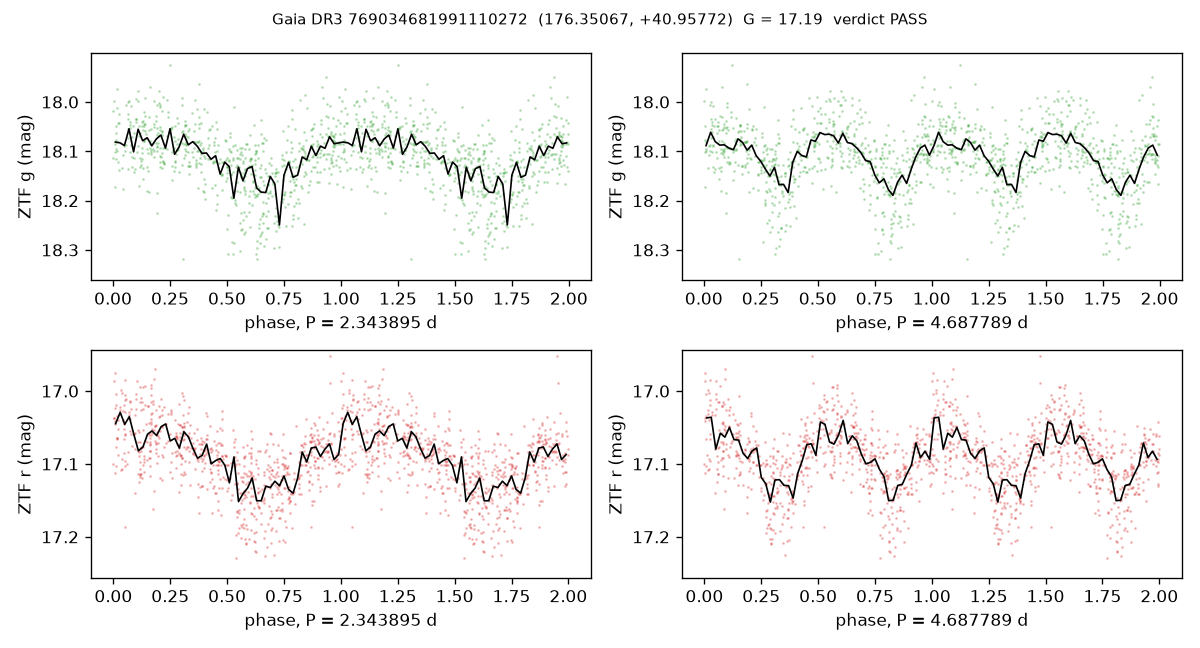 Gaia DR3 769034681991110272 (176.35067, +40.95772) G = 17.19 verdict PASS
ZTF g (mag)
18.0
18.1
18.2
18.3
0.00 0.25 0.50 0.75 1.00 1.25 1.50 1.75 2.00
phase, P = 2.343895 d
ZTF g (mag)
18.0
18.1
18.2
18.3
0.00 0.25 0.50 0.75 1.00 1.25 1.50 1.75 2.00
phase, P = 4.687789 d
ZTF r (mag)
17.0
17.1
17.2
0.00 0.25 0.50 0.75 1.00 1.25 1.50 1.75 2.00
phase, P = 2.343895 d
ZTF r (mag)
17.0
17.1
17.2
0.00 0.25 0.50 0.75 1.00 1.25 1.50 1.75 2.00
phase, P = 4.687789 d